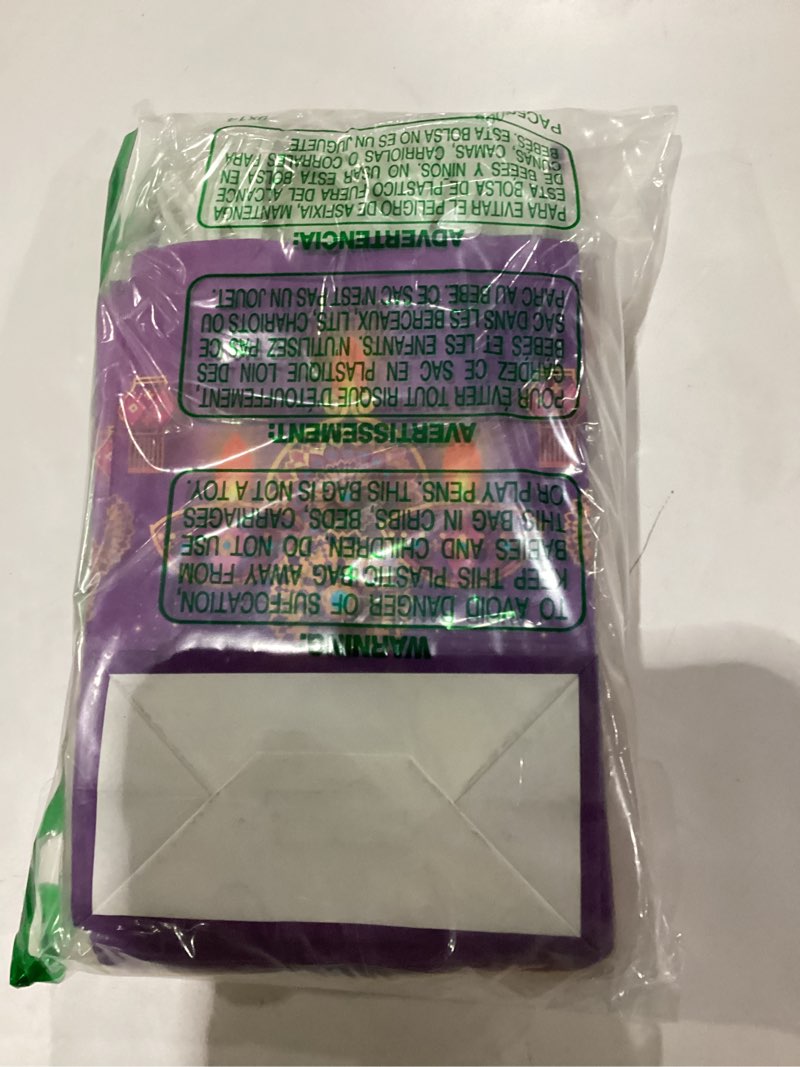 WARNING:
TO AVOID DANGER OF SUFFOCATION,
KEEP THIS PLASTIC BAG AWAY FROM
BABIES AND CHILDREN. DO NOT USE
THIS BAG IN CRIBS, BEDS, CARRIAGES
OR PLAY PENS. THIS BAG IS NOT A TOY.
AVERTISSEMENT:
POUR ÉVITER TOUT RISQUE D'ÉTOUFFEMENT,
GARDEZ CE SAC EN PLASTIQUE LOIN DES
BÉBÉS ET LES ENFANTS. N'UTILISEZ PAS CE
SAC DANS LES BERCEAUX, LITS, CHARIOTS OU
PARC AU BÉBÉ. CE SAC N'EST PAS UN JOUET.
ADVERTENCIA:
PARA EVITAR EL PELIGRO DE ASFIXIA, MANTENGA
ESTA BOLSA DE PLASTICO FUERA DEL ALCANCE
DE BEBES Y NINOS. NO USAR ESTA BOLSA EN
CUNAS, CAMAS, CARRIOLAS O CORRALES PARA
BEBES. ESTA BOLSA NO ES UN JUGUETE.